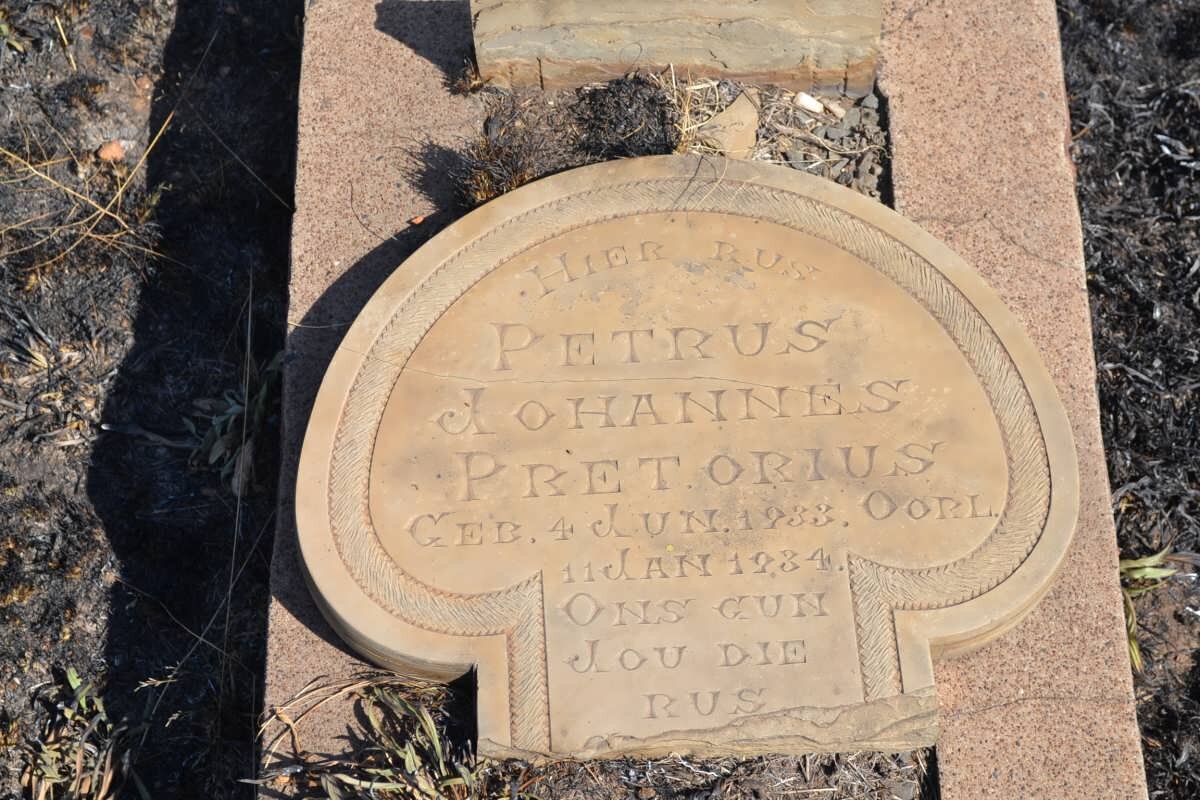 HIER RUS
PETRUS
JOHANNES
PRETORIUS
GEB. 4 JUN. 1933. OORL.
11 JAN 1934.
ONS GUN
JOU DIE
RUS